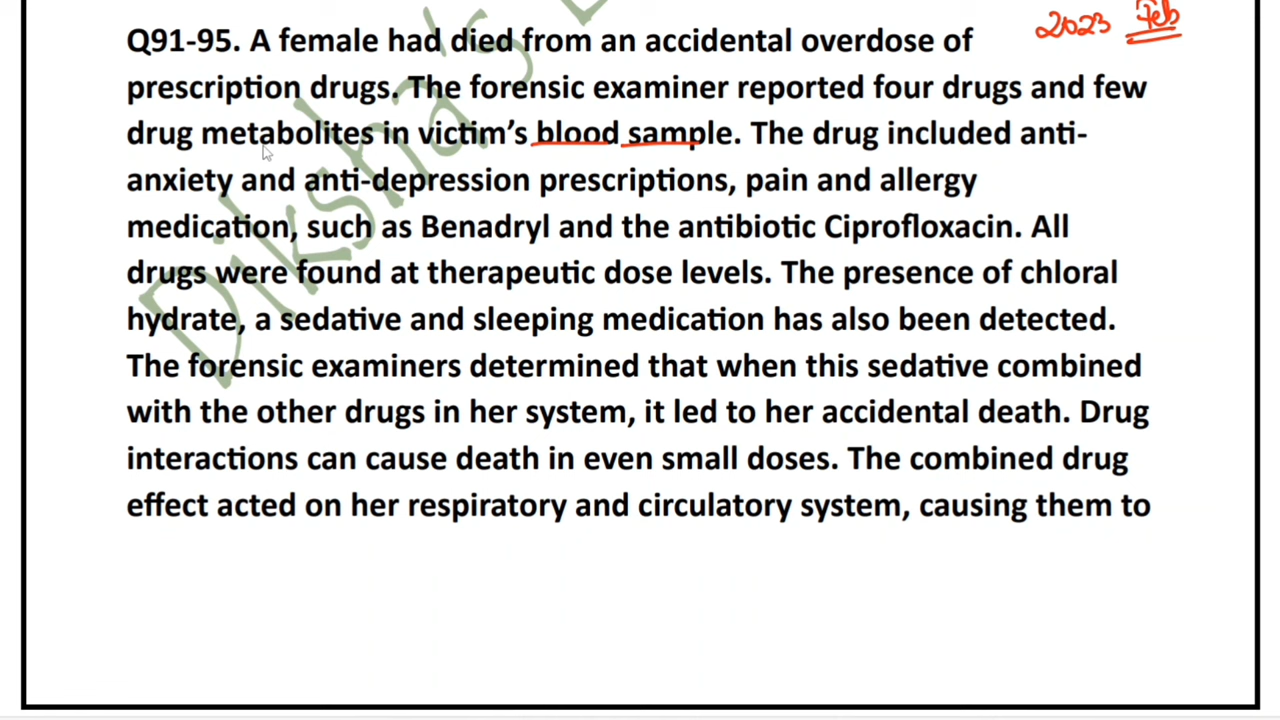 2023 Feb
Q91-95. A female had died from an accidental overdose of
prescription drugs. The forensic examiner reported four drugs and few
drug metabolites in victim's blood sample. The drug included anti-
anxiety and anti-depression prescriptions, pain and allergy
medication, such as Benadryl and the antibiotic Ciprofloxacin. All
drugs were found at therapeutic dose levels. The presence of chloral
hydrate, a sedative and sleeping medication has also been detected.
The forensic examiners determined that when this sedative combined
with the other drugs in her system, it led to her accidental death. Drug
interactions can cause death in even small doses. The combined drug
effect acted on her respiratory and circulatory system, causing them to
Diksha's